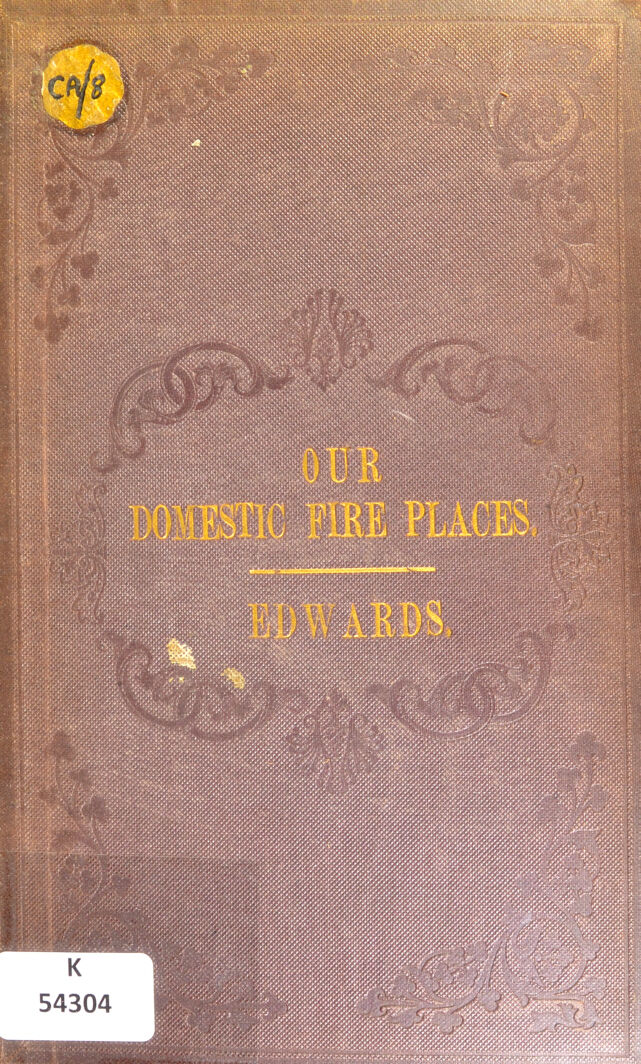 CA/8
OUR
DOMESTIC FIRE PLACES.
EDWARDS.
K
54304